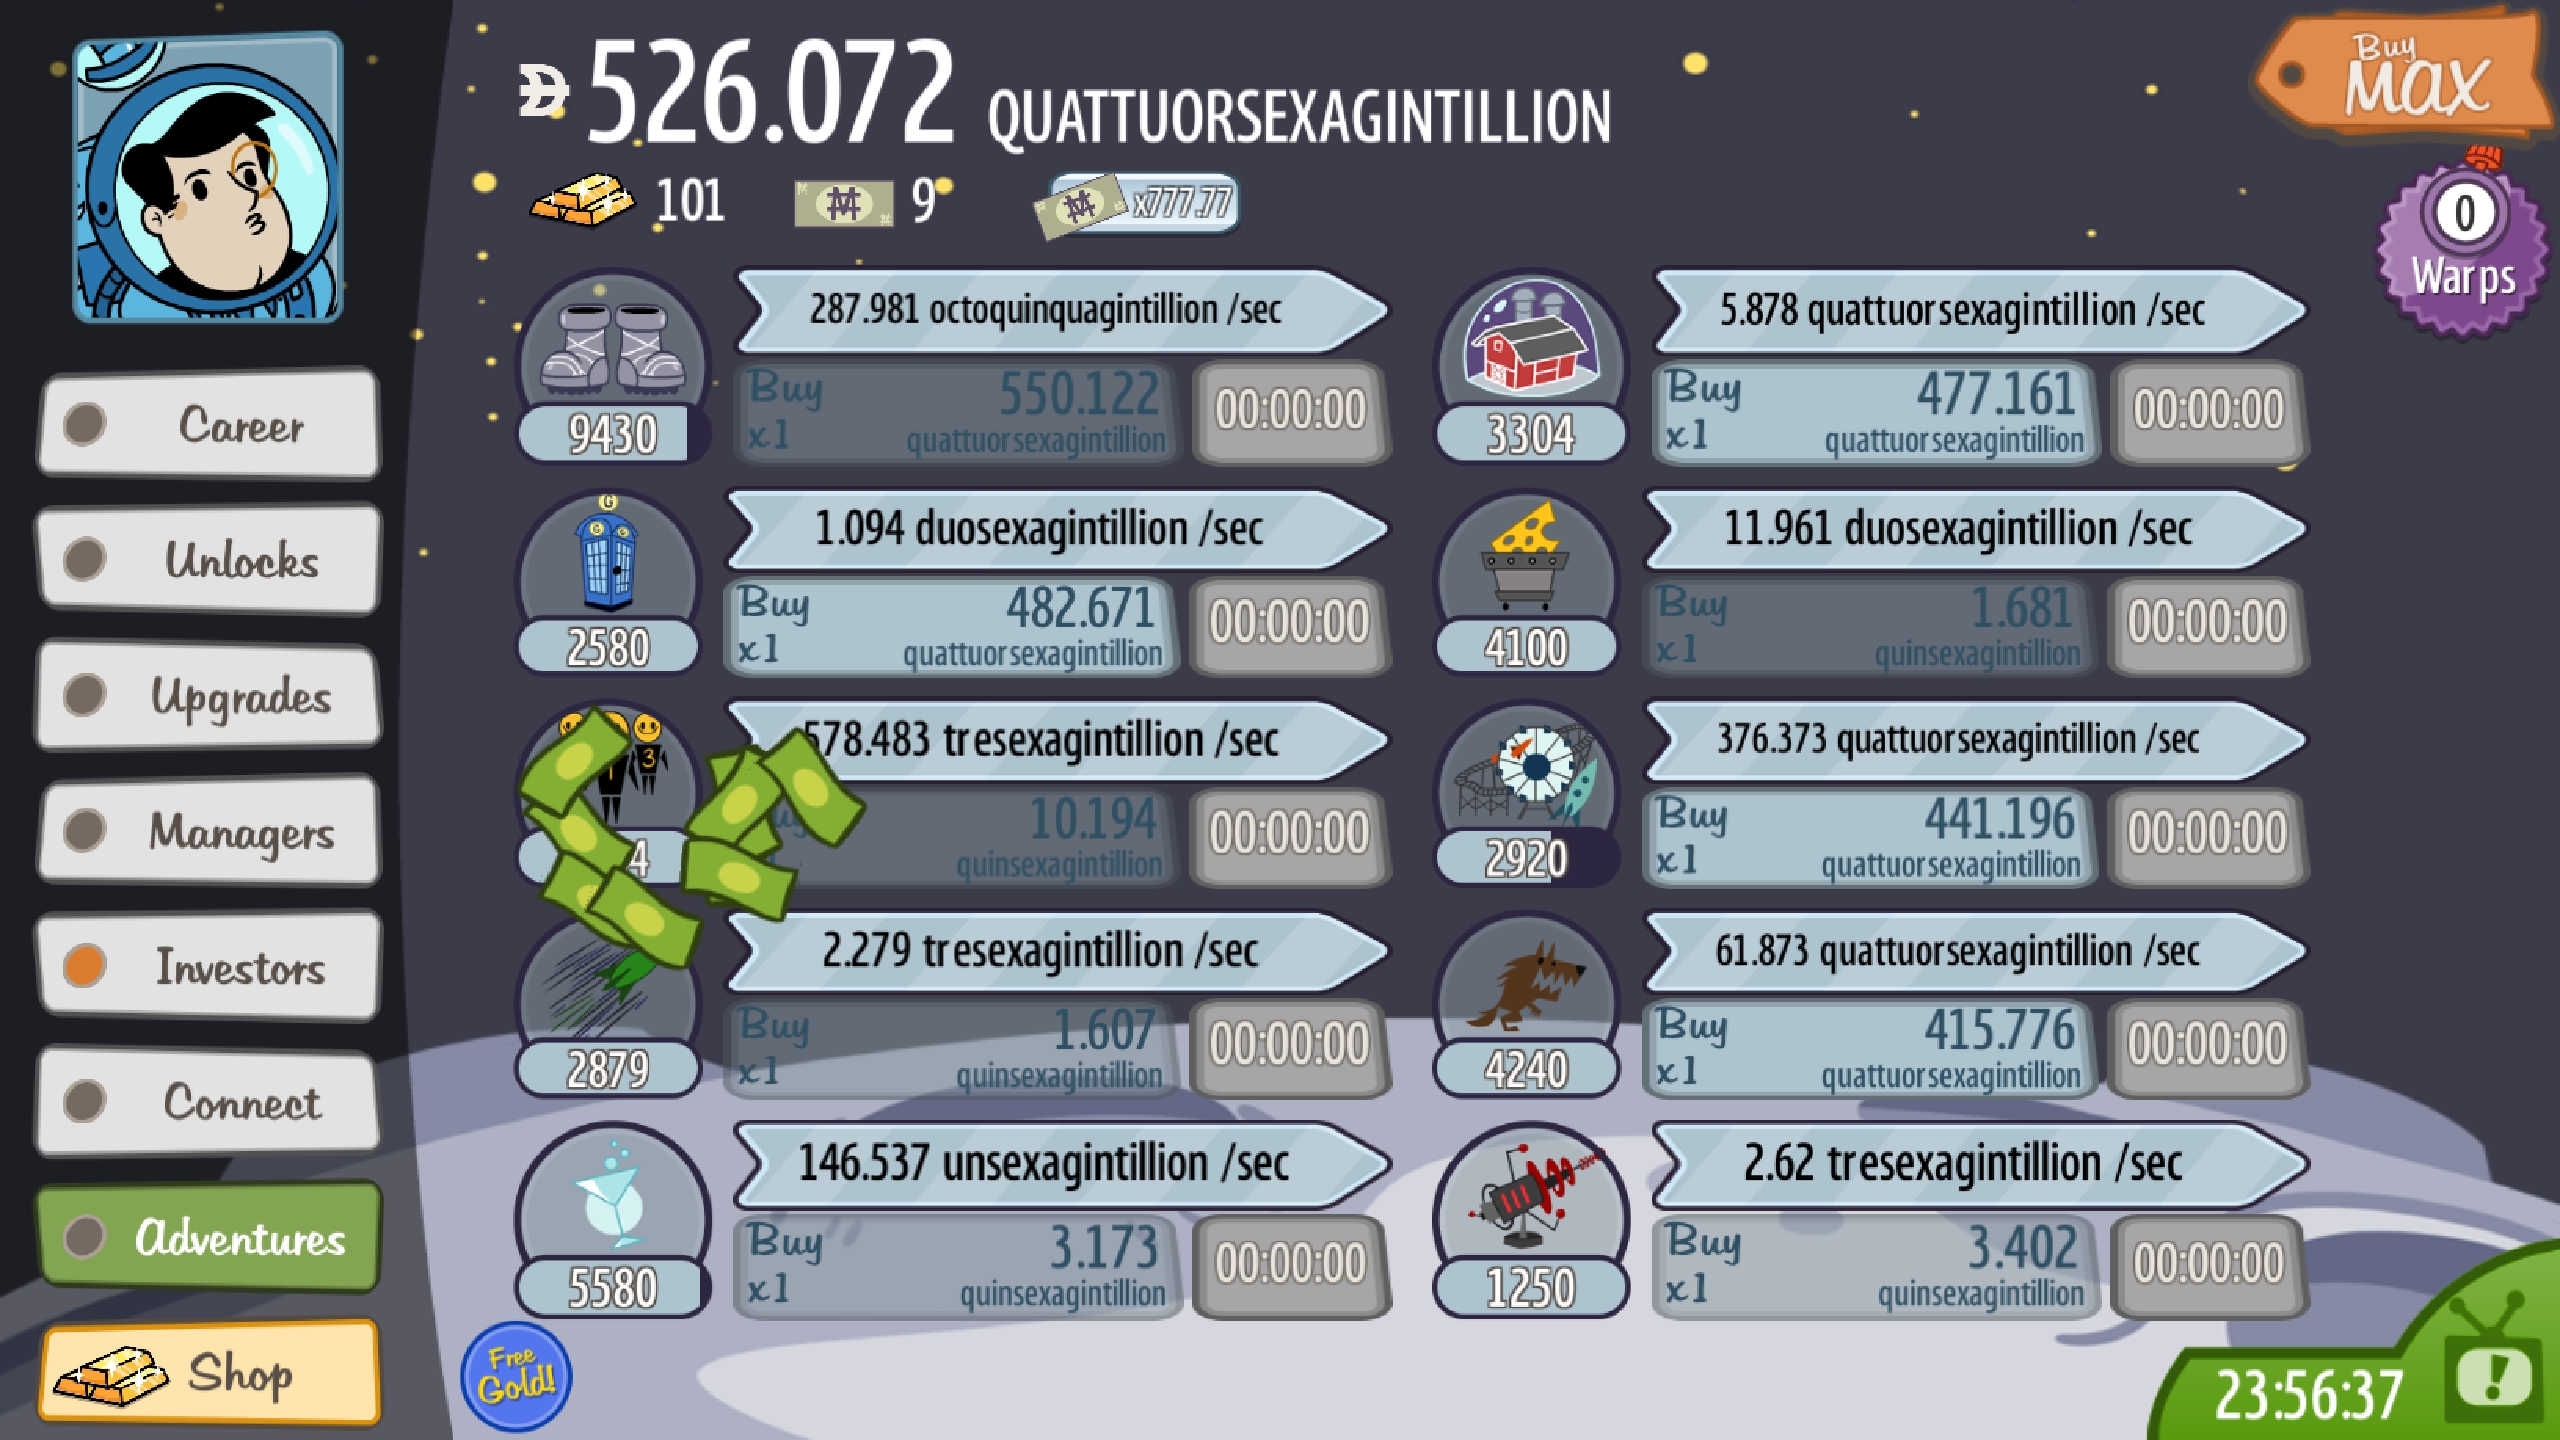 526.072 QUATTUORSEXAGINTILLION
Buy
MAX
101
9
x777.77
0
Warps
Career
Unlocks
Upgrades
Managers
Investors
Connect
Adventures
Shop
287.981 octoquinquagintillion /sec
Buy 550.122
x1 quattuorsexagintillion
00:00:00
9430
5.878 quattuorsexagintillion /sec
Buy 477.161
x1 quattuorsexagintillion
00:00:00
3304
1.094 duosexagintillion /sec
Buy 482.671
x1 quattuorsexagintillion
00:00:00
2580
11.961 duosexagintillion /sec
Buy 1.681
x1 quinsexagintillion
00:00:00
4100
578.483 tresexagintillion /sec
10.194
quinsexagintillion
00:00:00
3
376.373 quattuorsexagintillion /sec
Buy 441.196
x1 quattuorsexagintillion
00:00:00
2920
2.279 tresexagintillion /sec
Buy 1.607
x1 quinsexagintillion
00:00:00
2879
61.873 quattuorsexagintillion /sec
Buy 415.776
x1 quattuorsexagintillion
00:00:00
4240
146.537 unsexagintillion /sec
Buy 3.173
x1 quinsexagintillion
00:00:00
5580
2.62 tresexagintillion /sec
Buy 3.402
x1 quinsexagintillion
00:00:00
1250
Free
Gold!
23:56:37